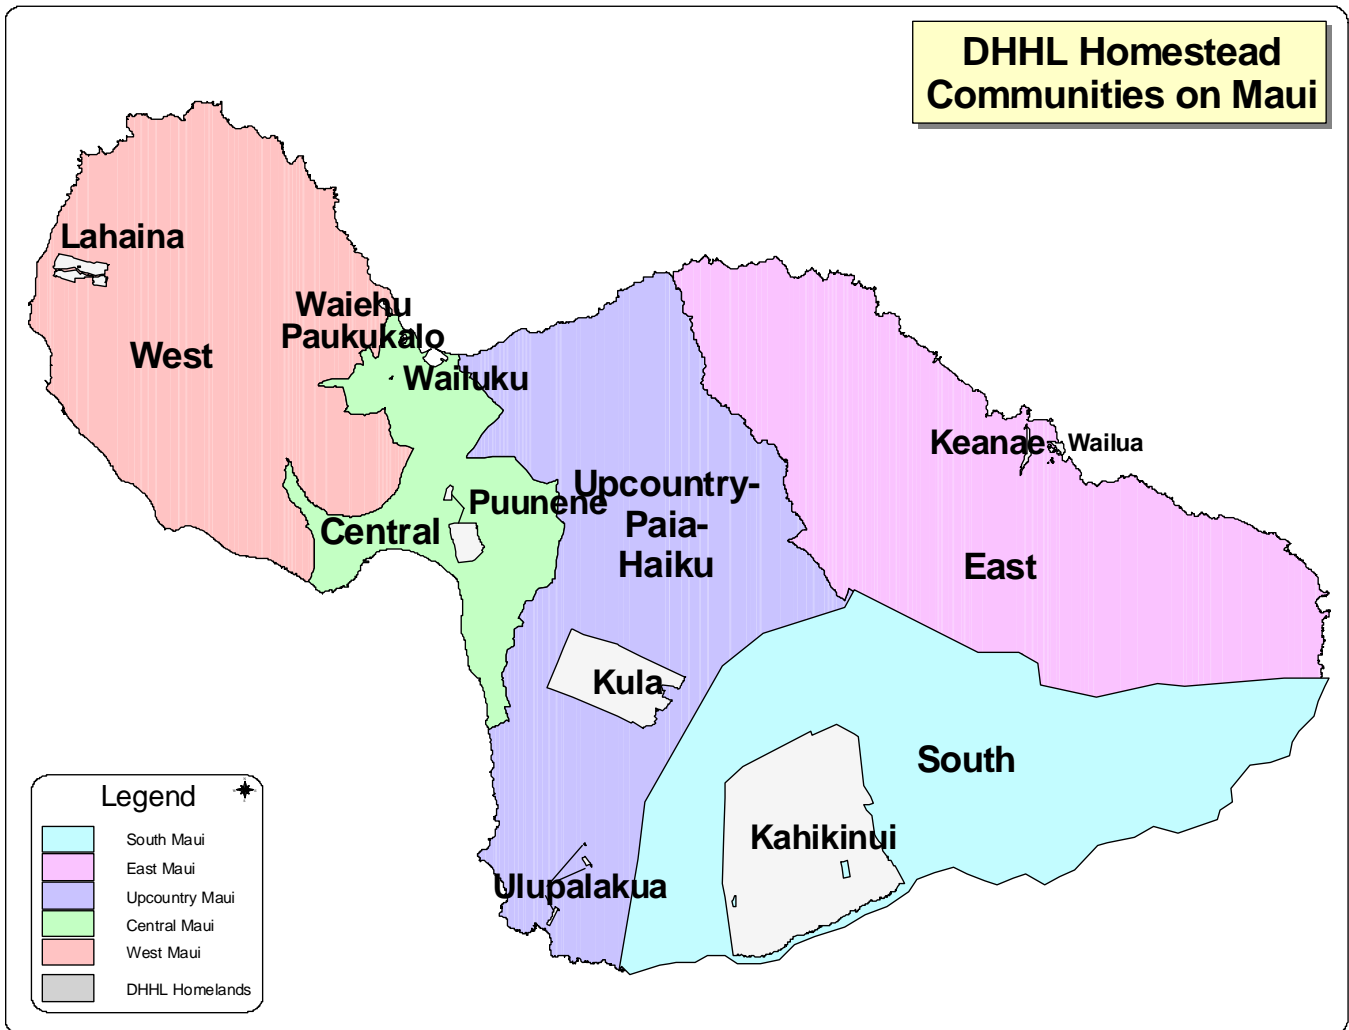 DHHL Homestead
Communities on Maui
Lahaina
Waiehu
Paukukalo
West
Wailuku
Keanae
Wailua
Upcountry-
Paia-
Haiku
Puunene
Central
East
Kula
South
Kahikinui
Ulupalakua
Legend
South Maui
East Maui
Upcountry Maui
Central Maui
West Maui
DHHL Homelands